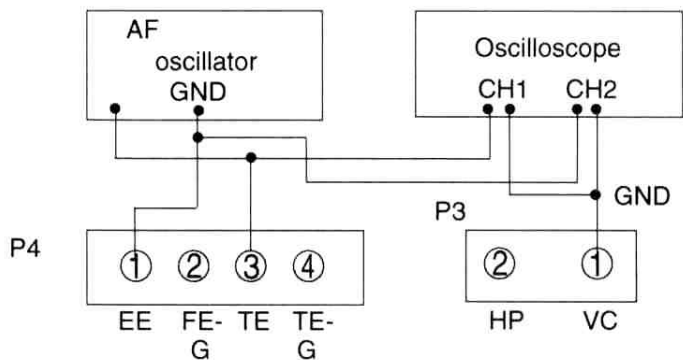 AF
oscillator
GND
Oscilloscope
CH1 CH2
GND
P3
P4
1 2 3 4
2 1
EE FE-G TE TE-G
HP VC